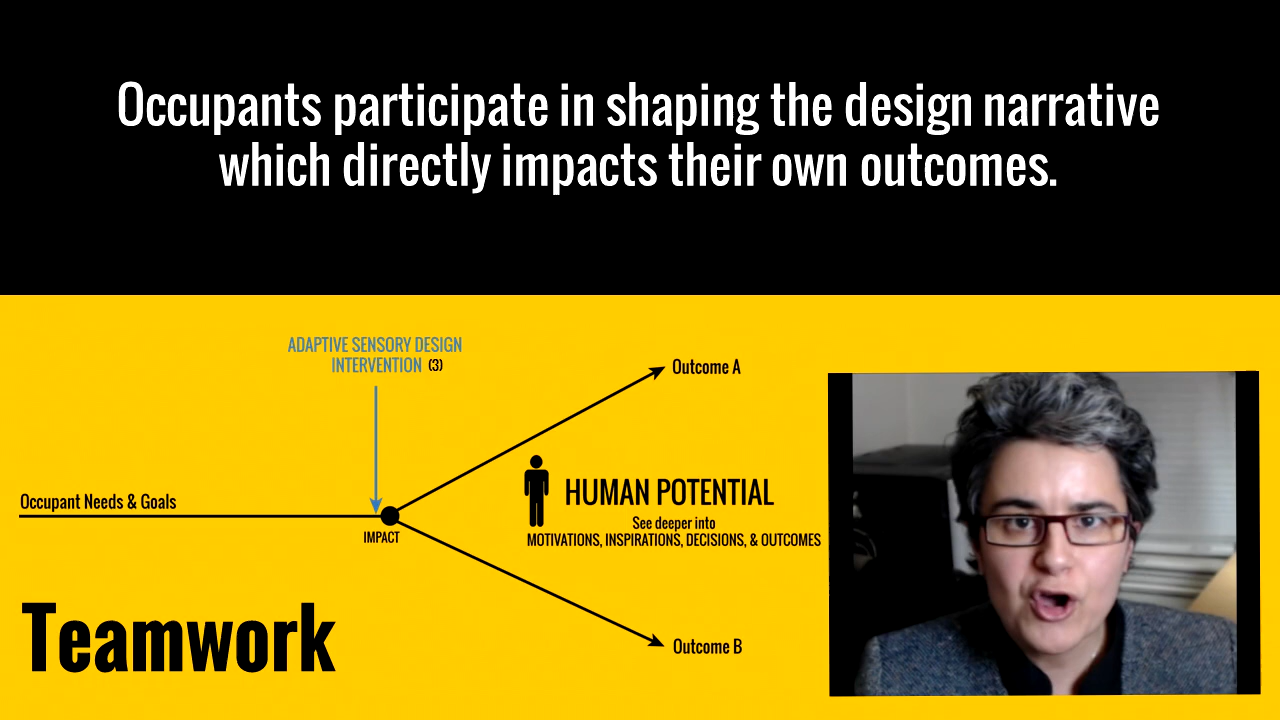 Occupants participate in shaping the design narrative
which directly impacts their own outcomes.
ADAPTIVE SENSORY DESIGN
INTERVENTION (3)
Outcome A
Occupant Needs & Goals
IMPACT
HUMAN POTENTIAL
See deeper into
MOTIVATIONS, INSPIRATIONS, DECISIONS, & OUTCOMES
Outcome B
Teamwork